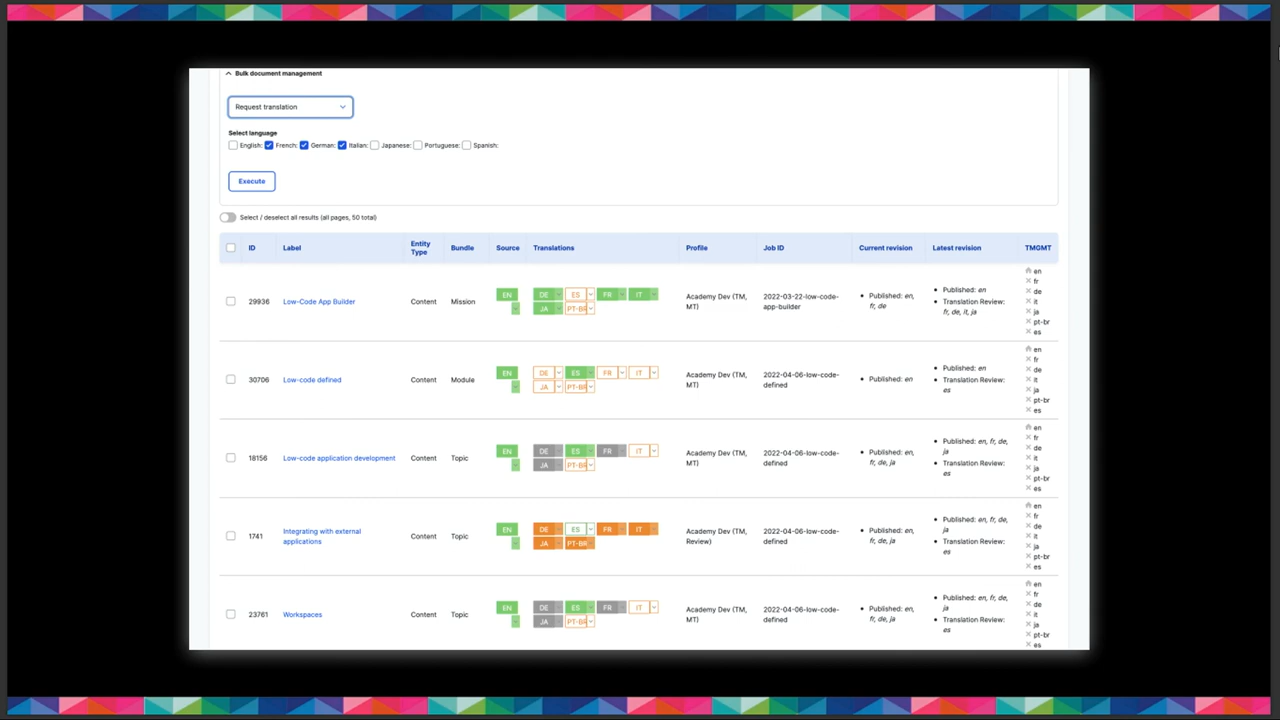 Bulk document management
Request translation
Select language
English: French: German: Italian: Japanese: Portuguese: Spanish:
Execute
Select / deselect all results (all pages, 50 total)
ID Label Entity Type Bundle Source Translations Profile Job ID Current revision Latest revision TMGMT
29936 Low-Code App Builder Content Mission EN DE ES FR IT JA PT-BR Academy Dev (TM, MT) 2022-03-22-low-code-app-builder Published: en, fr, de Published: en Translation Review: fr, de, it, ja en fr de it ja pt-br es
30706 Low-code defined Content Module EN DE ES FR IT JA PT-BR Academy Dev (TM, MT) 2022-04-06-low-code-defined Published: en Published: en Translation Review: es en fr de it ja pt-br es
18156 Low-code application development Content Topic EN DE ES FR IT JA PT-BR Academy Dev (TM, MT) 2022-04-06-low-code-defined Published: en, fr, de, ja Published: en, fr, de, ja Translation Review: es en fr de it ja pt-br es
1741 Integrating with external applications Content Topic EN DE ES FR IT JA PT-BR Academy Dev (TM, Review) 2022-04-06-low-code-defined Published: en, fr, de, ja Published: en, fr, de, ja Translation Review: es en fr de it ja pt-br es
23761 Workspaces Content Topic EN DE ES FR IT JA PT-BR Academy Dev (TM, MT) 2022-04-06-low-code-defined Published: en, fr, de, ja Published: en, fr, de, ja Translation Review: es en fr de it ja pt-br es